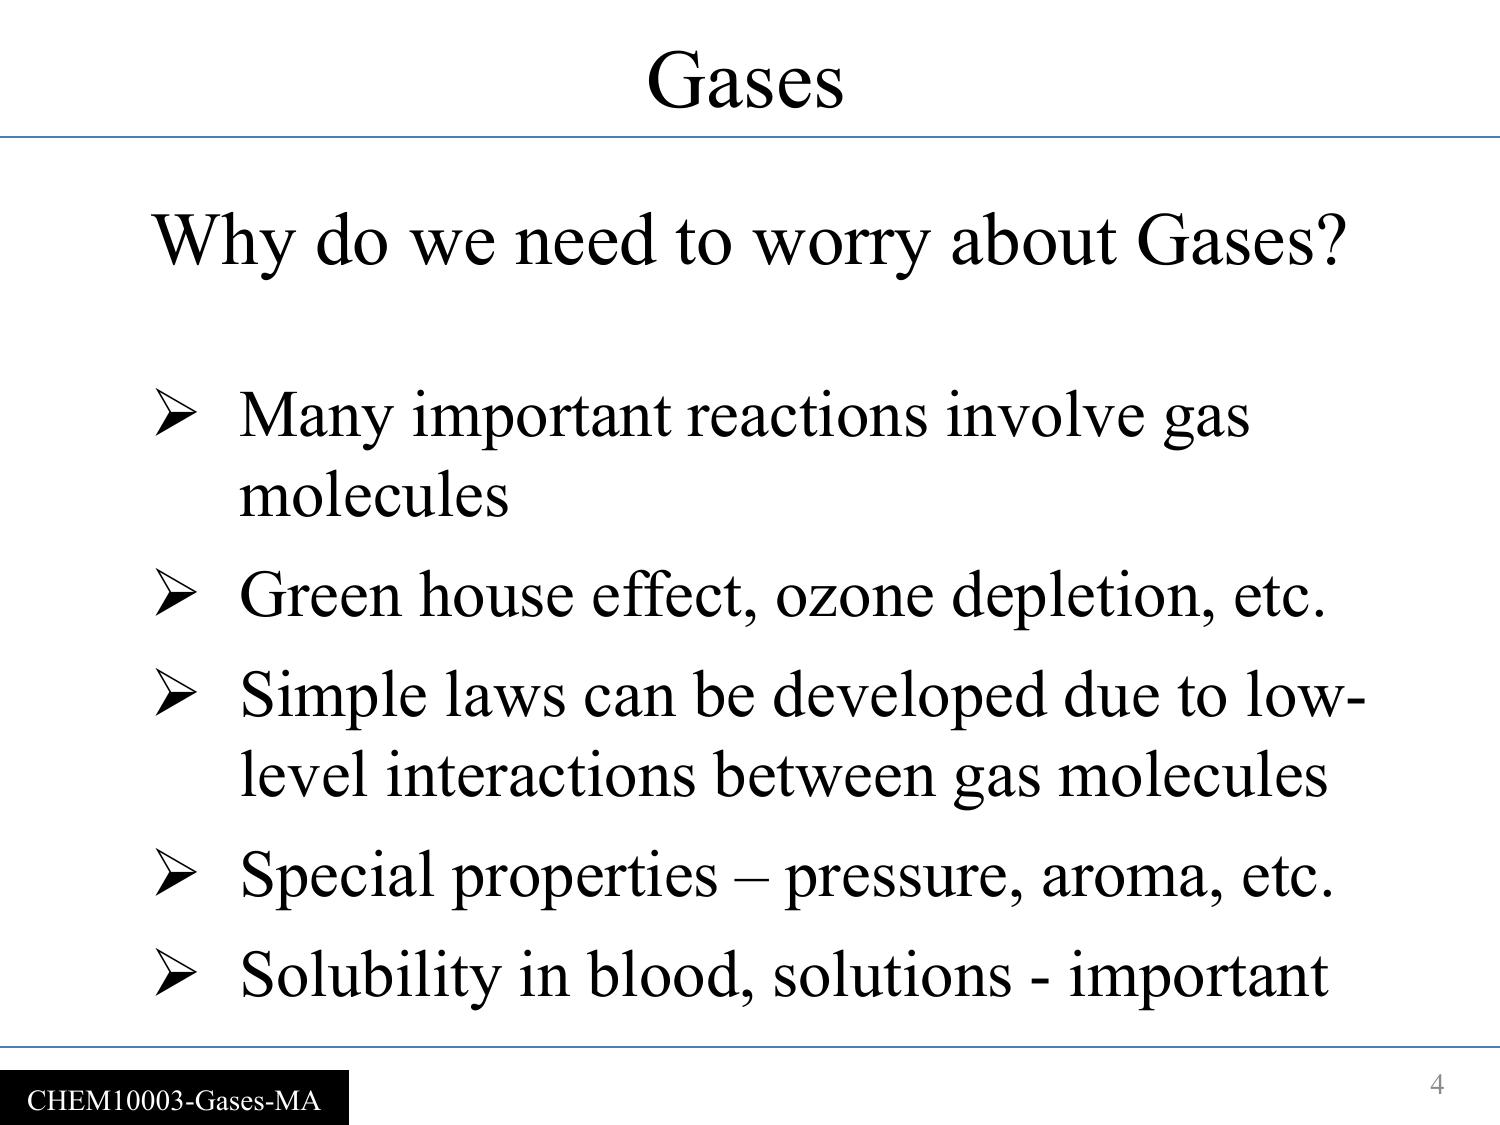 Gases
Why do we need to worry about Gases?
➢ Many important reactions involve gas
molecules
➢ Green house effect, ozone depletion, etc.
➢ Simple laws can be developed due to low-
level interactions between gas molecules
➢ Special properties – pressure, aroma, etc.
➢ Solubility in blood, solutions - important
CHEM10003-Gases-MA
4